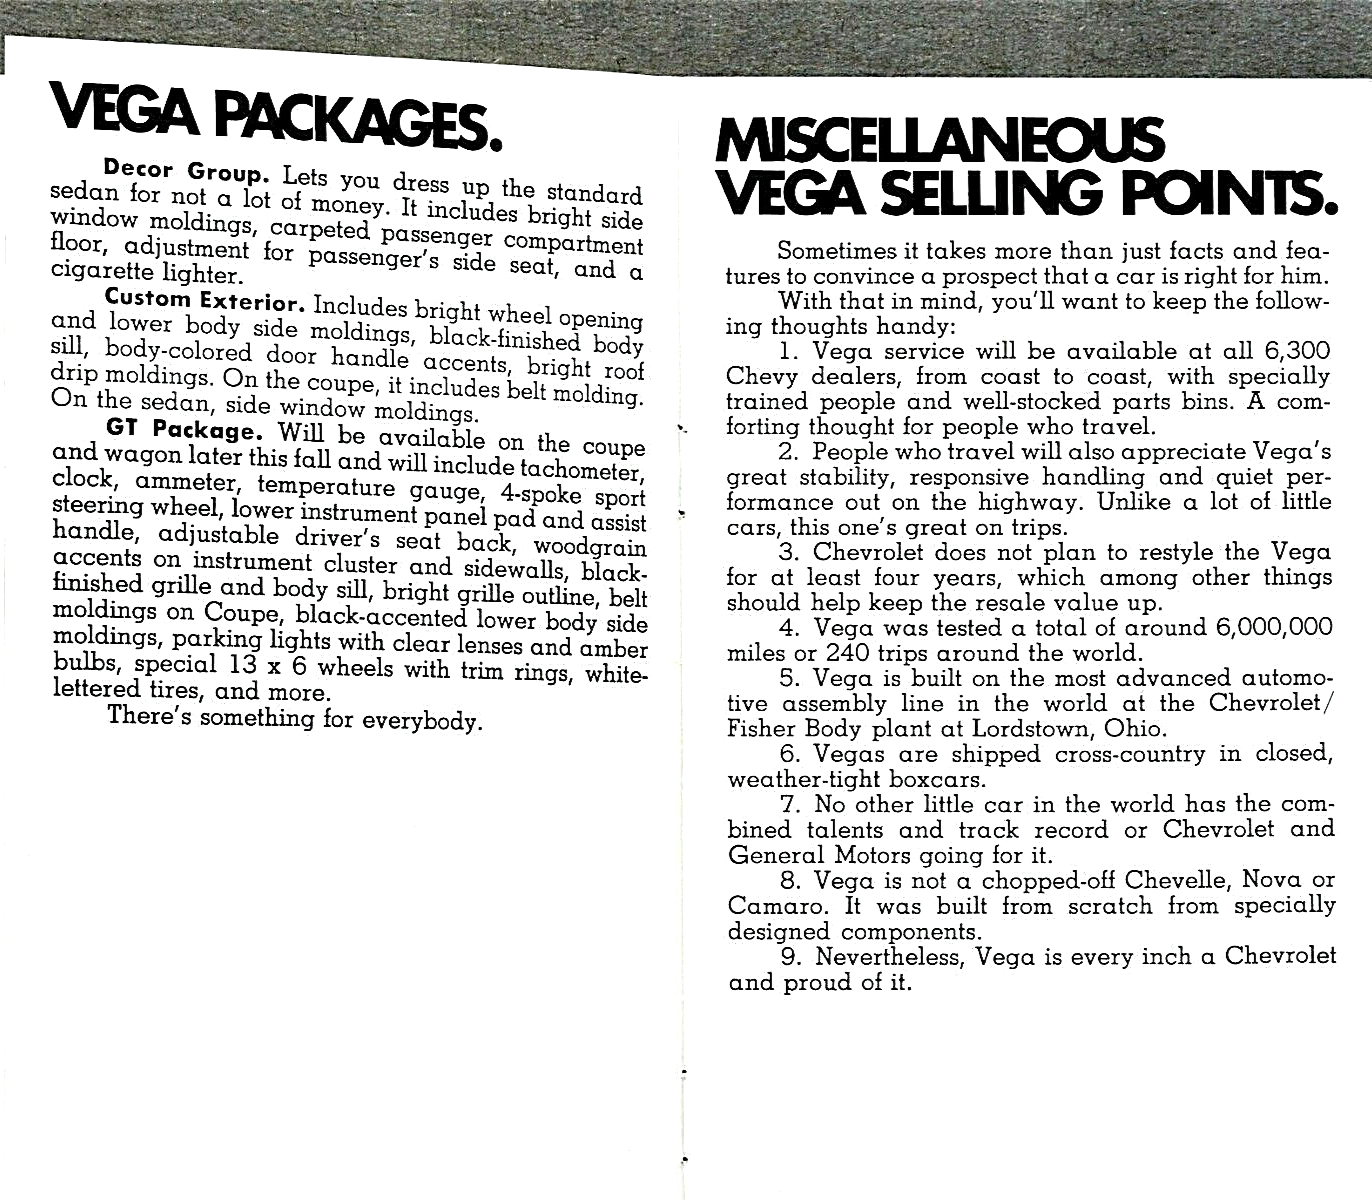 VEGA PACKAGES.
Decor Group. Lets you dress up the standard
sedan for not a lot of money. It includes bright side
window moldings, carpeted passenger compartment
floor, adjustment for passenger's side seat, and a
cigarette lighter.
Custom Exterior. Includes bright wheel opening
and lower body side moldings, black-finished body
sill, body-colored door handle accents, bright roof
drip moldings. On the coupe, it includes belt molding.
On the sedan, side window moldings.
GT Package. Will be available on the coupe
and wagon later this fall and will include tachometer,
clock, ammeter, temperature gauge, 4-spoke sport
steering wheel, lower instrument panel pad and assist
handle, adjustable driver's seat back, woodgrain
accents on instrument cluster and sidewalls, black-
finished grille and body sill, bright grille outline, belt
moldings on Coupe, black-accented lower body side
moldings, parking lights with clear lenses and amber
bulbs, special 13 x 6 wheels with trim rings, white-
lettered tires, and more.
There's something for everybody.
MISCELLANEOUS
VEGA SELLING POINTS.
Sometimes it takes more than just facts and fea-
tures to convince a prospect that a car is right for him.
With that in mind, you'll want to keep the follow-
ing thoughts handy:
1. Vega service will be available at all 6,300
Chevy dealers, from coast to coast, with specially
trained people and well-stocked parts bins. A com-
forting thought for people who travel.
2. People who travel will also appreciate Vega's
great stability, responsive handling and quiet per-
formance out on the highway. Unlike a lot of little
cars, this one's great on trips.
3. Chevrolet does not plan to restyle the Vega
for at least four years, which among other things
should help keep the resale value up.
4. Vega was tested a total of around 6,000,000
miles or 240 trips around the world.
5. Vega is built on the most advanced automo-
tive assembly line in the world at the Chevrolet/
Fisher Body plant at Lordstown, Ohio.
6. Vegas are shipped cross-country in closed,
weather-tight boxcars.
7. No other little car in the world has the com-
bined talents and track record or Chevrolet and
General Motors going for it.
8. Vega is not a chopped-off Chevelle, Nova or
Camaro. It was built from scratch from specially
designed components.
9. Nevertheless, Vega is every inch a Chevrolet
and proud of it.